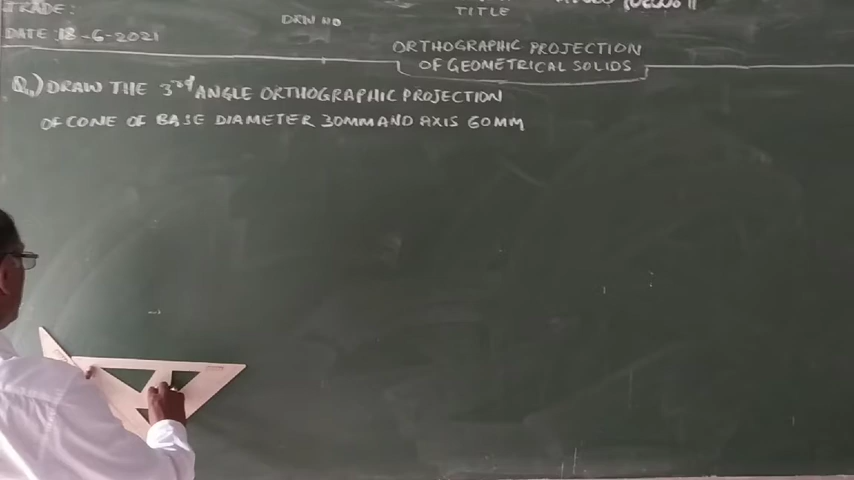 TRADE:
DATE: 18-6-2021
DRW NO
TITLE
ORTHOGRAPHIC PROJECTION
OF GEOMETRICAL SOLIDS
Q.) DRAW THE 3rd ANGLE ORTHOGRAPHIC PROJECTION
OF CONE OF BASE DIAMETER 30MM AND AXIS 60MM